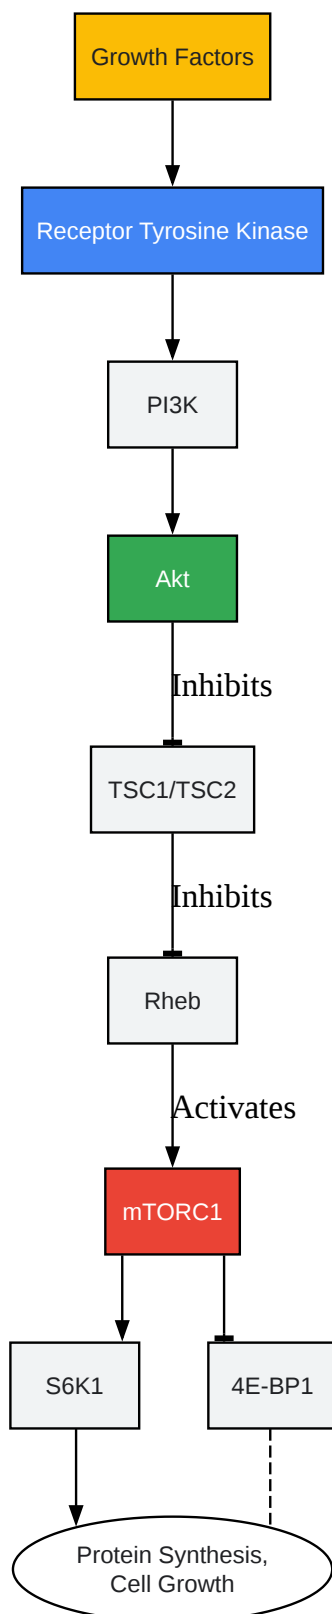 Growth Factors
Receptor Tyrosine Kinase
PI3K
Akt
Inhibits
TSC1/TSC2
Inhibits
Rheb
Activates
mTORC1
S6K1
4E-BP1
Protein Synthesis,
Cell Growth